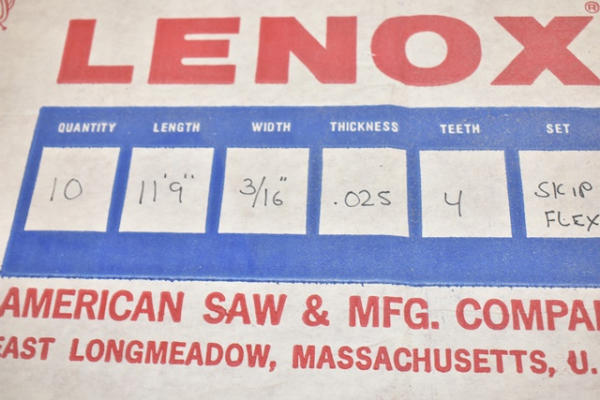 LENOX®
QUANTITY LENGTH WIDTH THICKNESS TEETH SET
10 11'9" 3/16" .025 4 SKIP
FLEX
AMERICAN SAW & MFG. COMPA
EAST LONGMEADOW, MASSACHUSETTS, U.